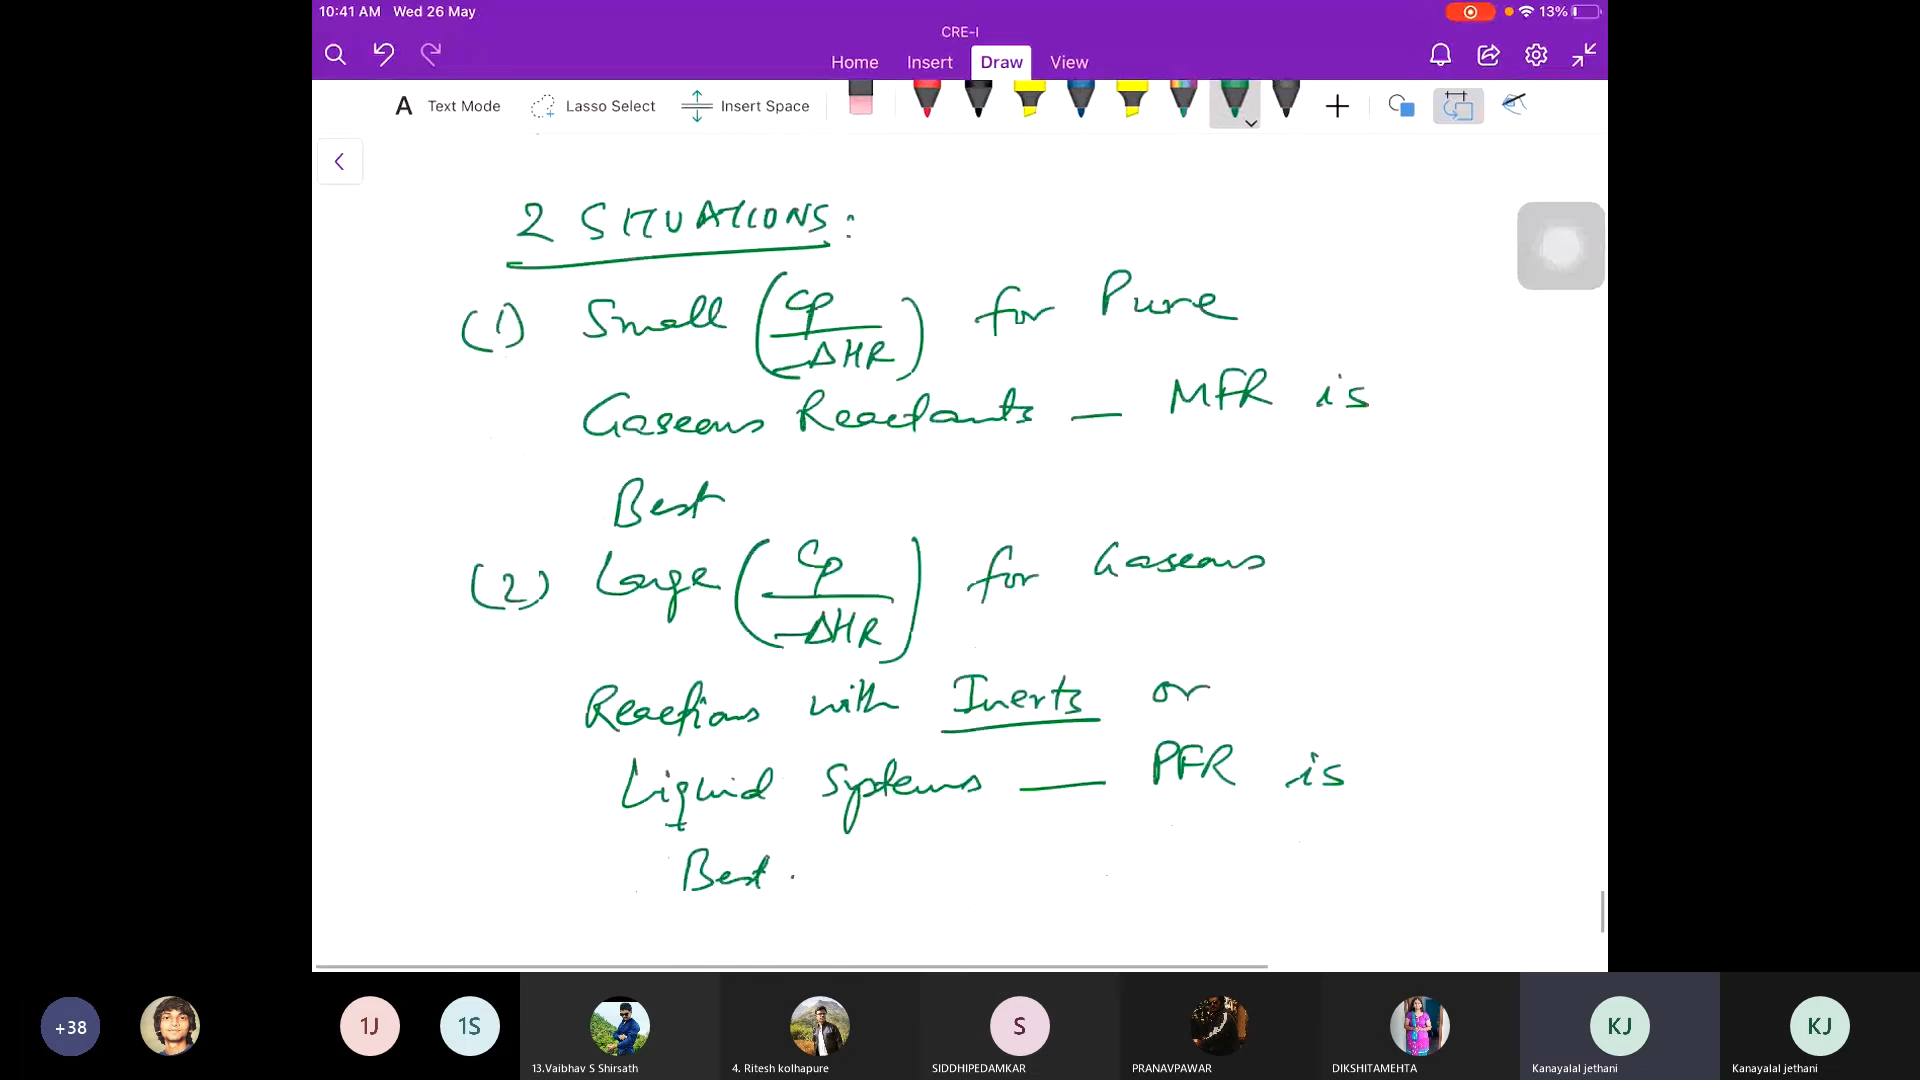 10:41 AM Wed 26 May
13%
CRE-I
Home Insert Draw View
A Text Mode Lasso Select Insert Space
2 SITUATIONS:
(1) Small (Cp / -ΔHR) for Pure
Gaseous Reactants — MFR is
Best
(2) Large (Cp / -ΔHR) for Gaseous
Reactions with Inerts or
Liquid Systems — PFR is
Best.
+38 1J 1S S KJ KJ
13.Vaibhav S Shirsath 4. Ritesh kolhapure SIDDHIPEDAMKAR PRANAVPAWAR DIKSHITAMEHTA Kanayalal jethani Kanayalal jethani